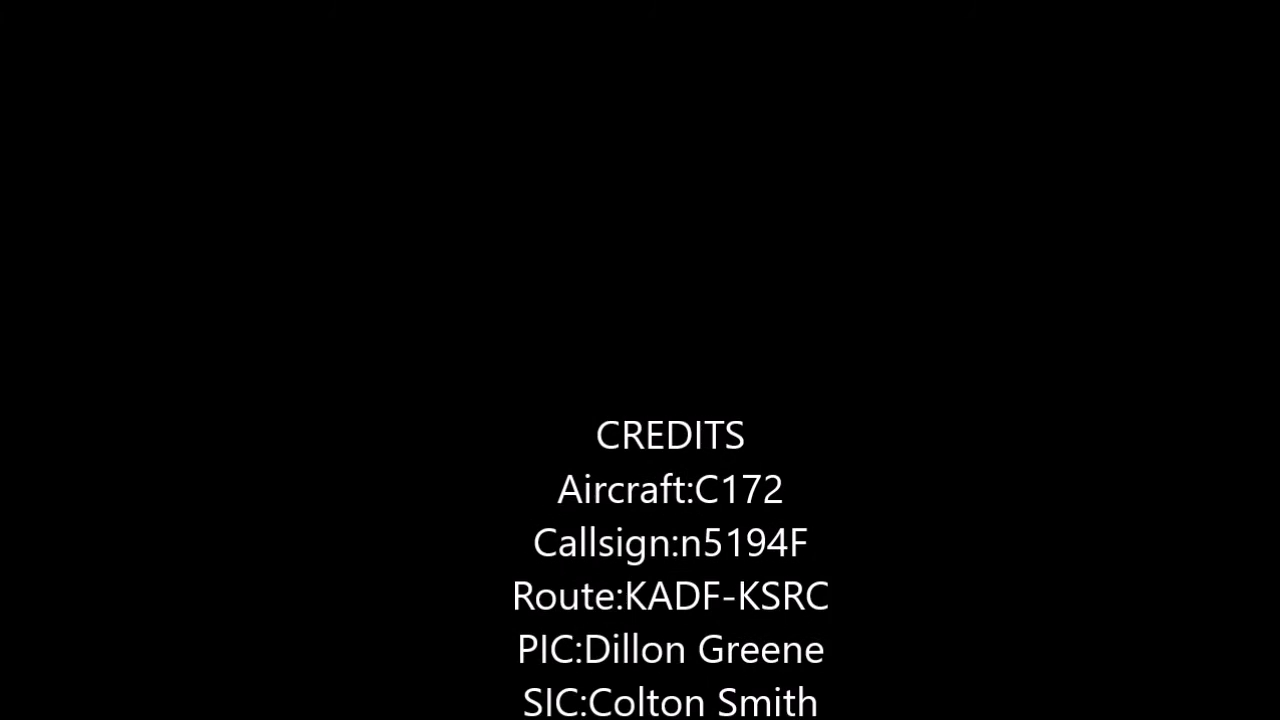 CREDITS
Aircraft:C172
Callsign:n5194F
Route:KADF-KSRC
PIC:Dillon Greene
SIC:Colton Smith